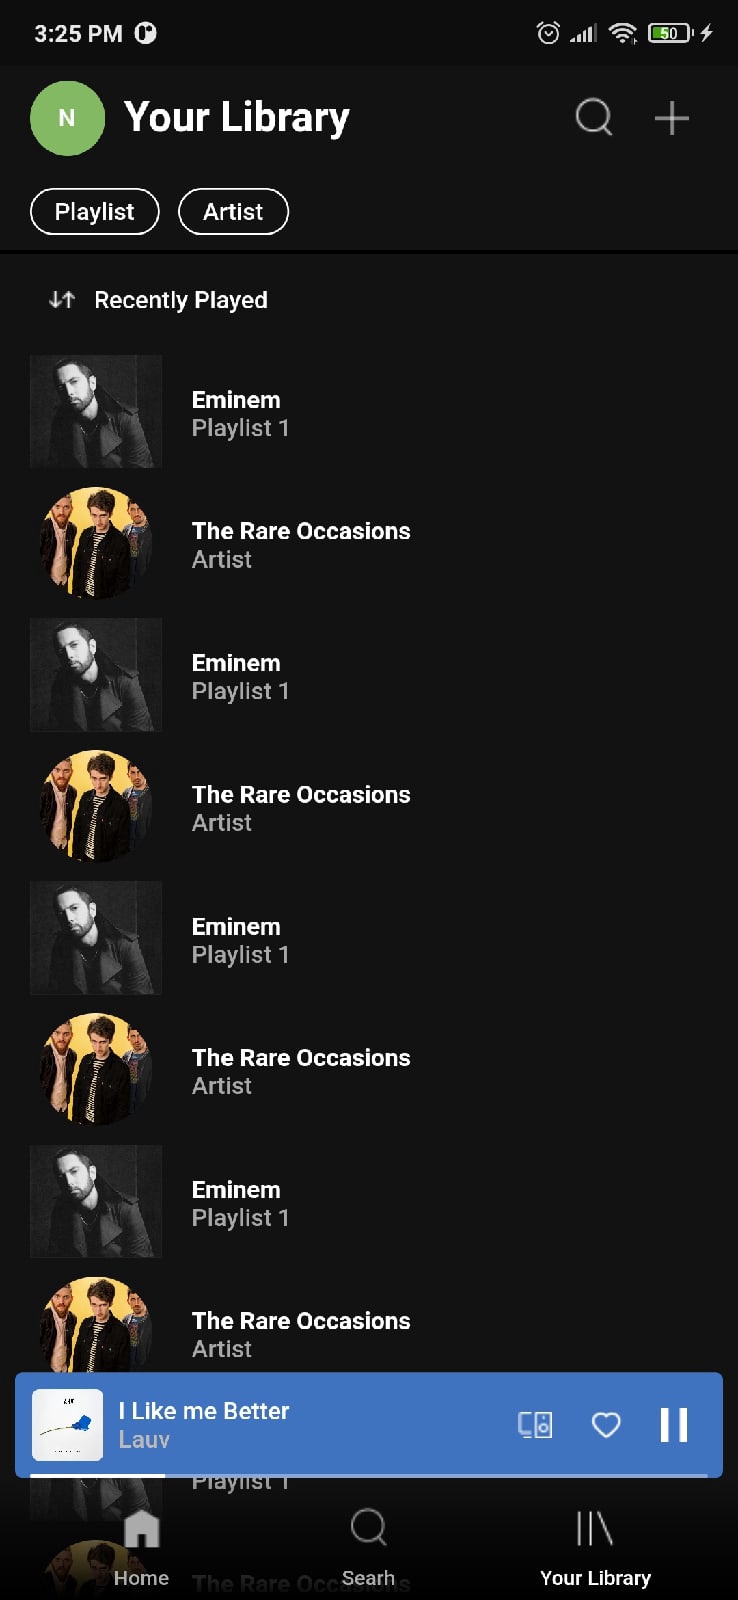 3:25 PM
50
N
Your Library
Playlist
Artist
Recently Played
Eminem
Playlist 1
The Rare Occasions
Artist
Eminem
Playlist 1
The Rare Occasions
Artist
Eminem
Playlist 1
The Rare Occasions
Artist
Eminem
Playlist 1
The Rare Occasions
Artist
I Like me Better
Lauv
Playlist 1
The Rare Occasions
Home
Searh
Your Library